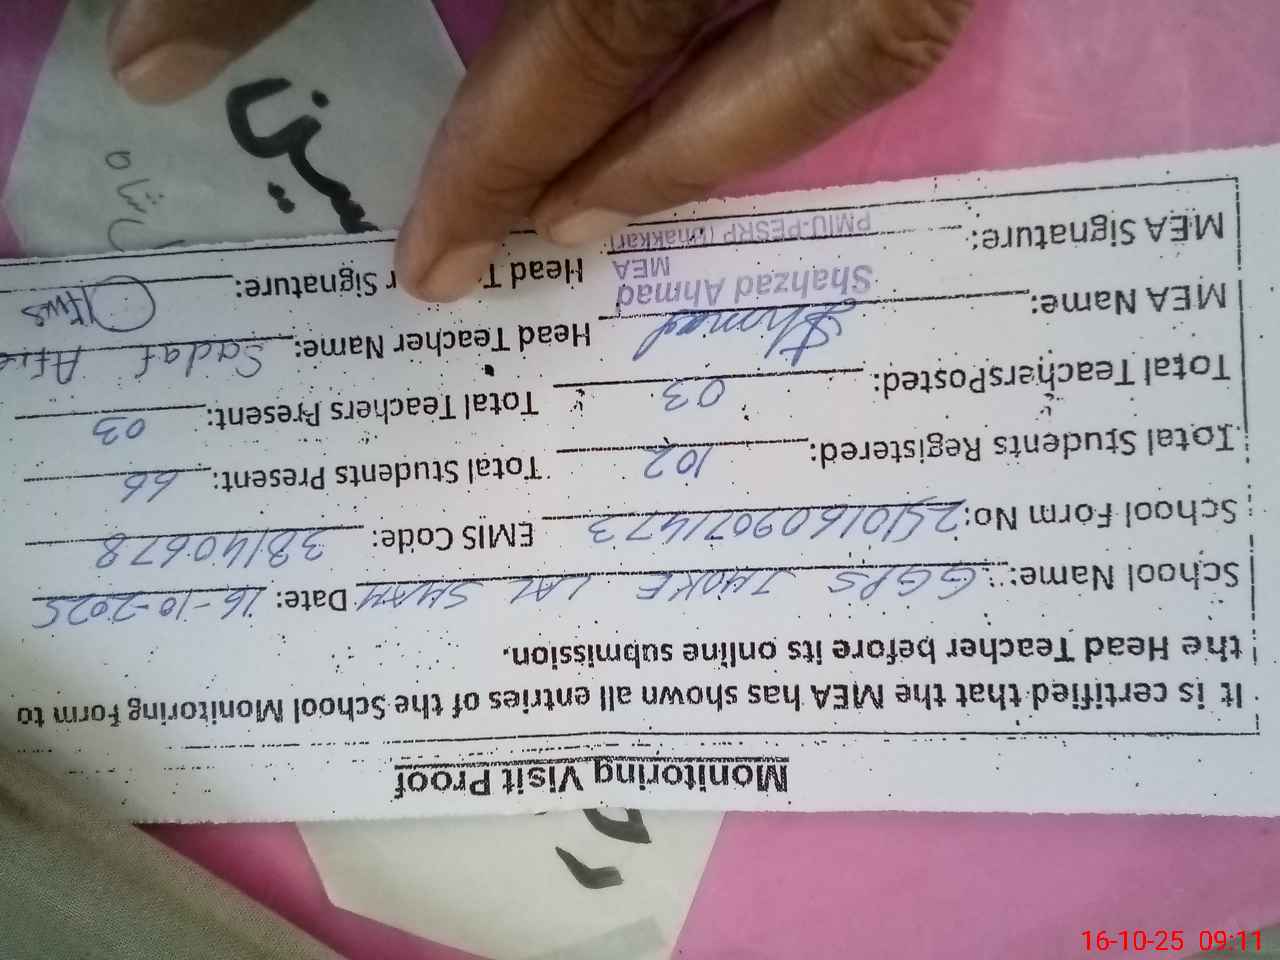 Monitoring Visit Proof
It is certified that the MEA has shown all entries of the School Monitoring Form to
the Head Teacher before its online submission.
School Name: GGPS JHOKE LAL SHAH Date: 16-10-2025
School Form No: EMIS Code: 38140678
Total Students Registered: 102 Total Students Present: 66
Total Teachers Posted: 03 Total Teachers Present: 03
MEA Name: Shahzad Ahmad Head Teacher Name: Sadaf
MEA
MEA Signature: PMIU-PESRP (Bhakkar) Head T r Signature:
16-10-25 09:11